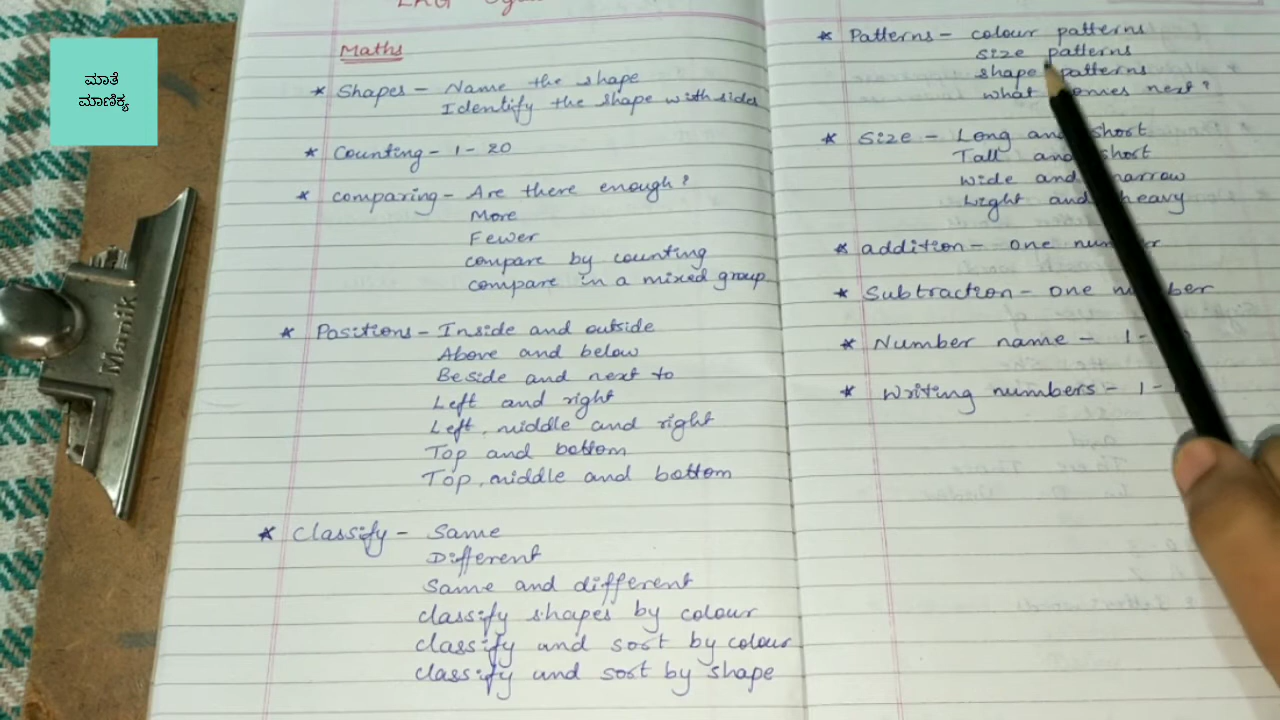 ಮಾತೆ
ಮಾಣಿಕ್ಯ
Manik
LKG
Maths
* Shapes - Name the shape
Identify the shape with sides
* Counting - 1 - 20
* comparing - Are there enough?
More
Fewer
compare by counting
compare in a mixed group
* Positions - Inside and outside
Above and below
Beside and next to
Left and right
Left, middle and right
Top and bottom
Top, middle and bottom
* Classify - Same
Different
Same and different
classify shapes by colour
classify and sort by colour
classify and sort by shape
* Patterns - colour patterns
size patterns
shape patterns
what comes next?
* Size - Long and short
Tall and short
wide and narrow
Light and heavy
* addition - one number
* Subtraction - one number
* Number name - 1 -
* Writing numbers - 1 -